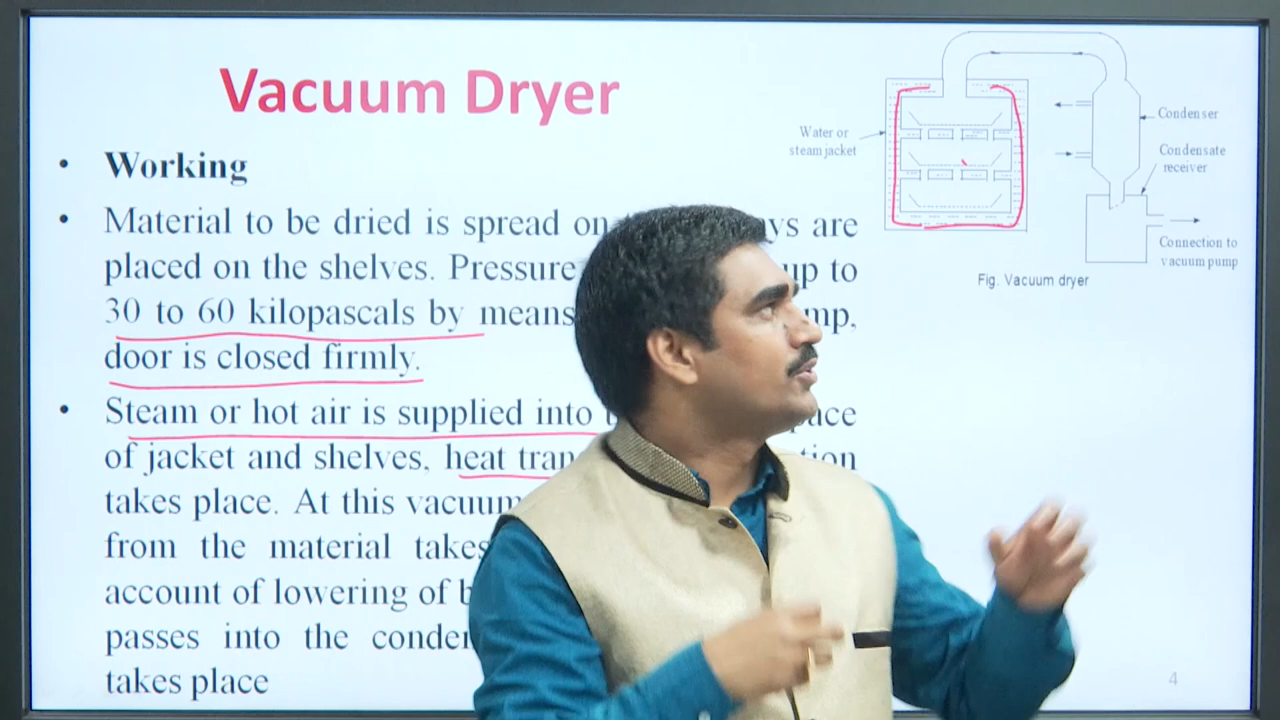 Vacuum Dryer
• Working
• Material to be dried is spread on are
placed on the shelves. Pressure up to
30 to 60 kilopascals by means
door is closed firmly.
• Steam or hot air is supplied into
of jacket and shelves, heat
takes place. At this vacuum
from the material takes
account of lowering of
passes into the
takes place
Water or
steam jacket
Condenser
Condensate
receiver
Connection to
vacuum pump
Fig. Vacuum dryer
4